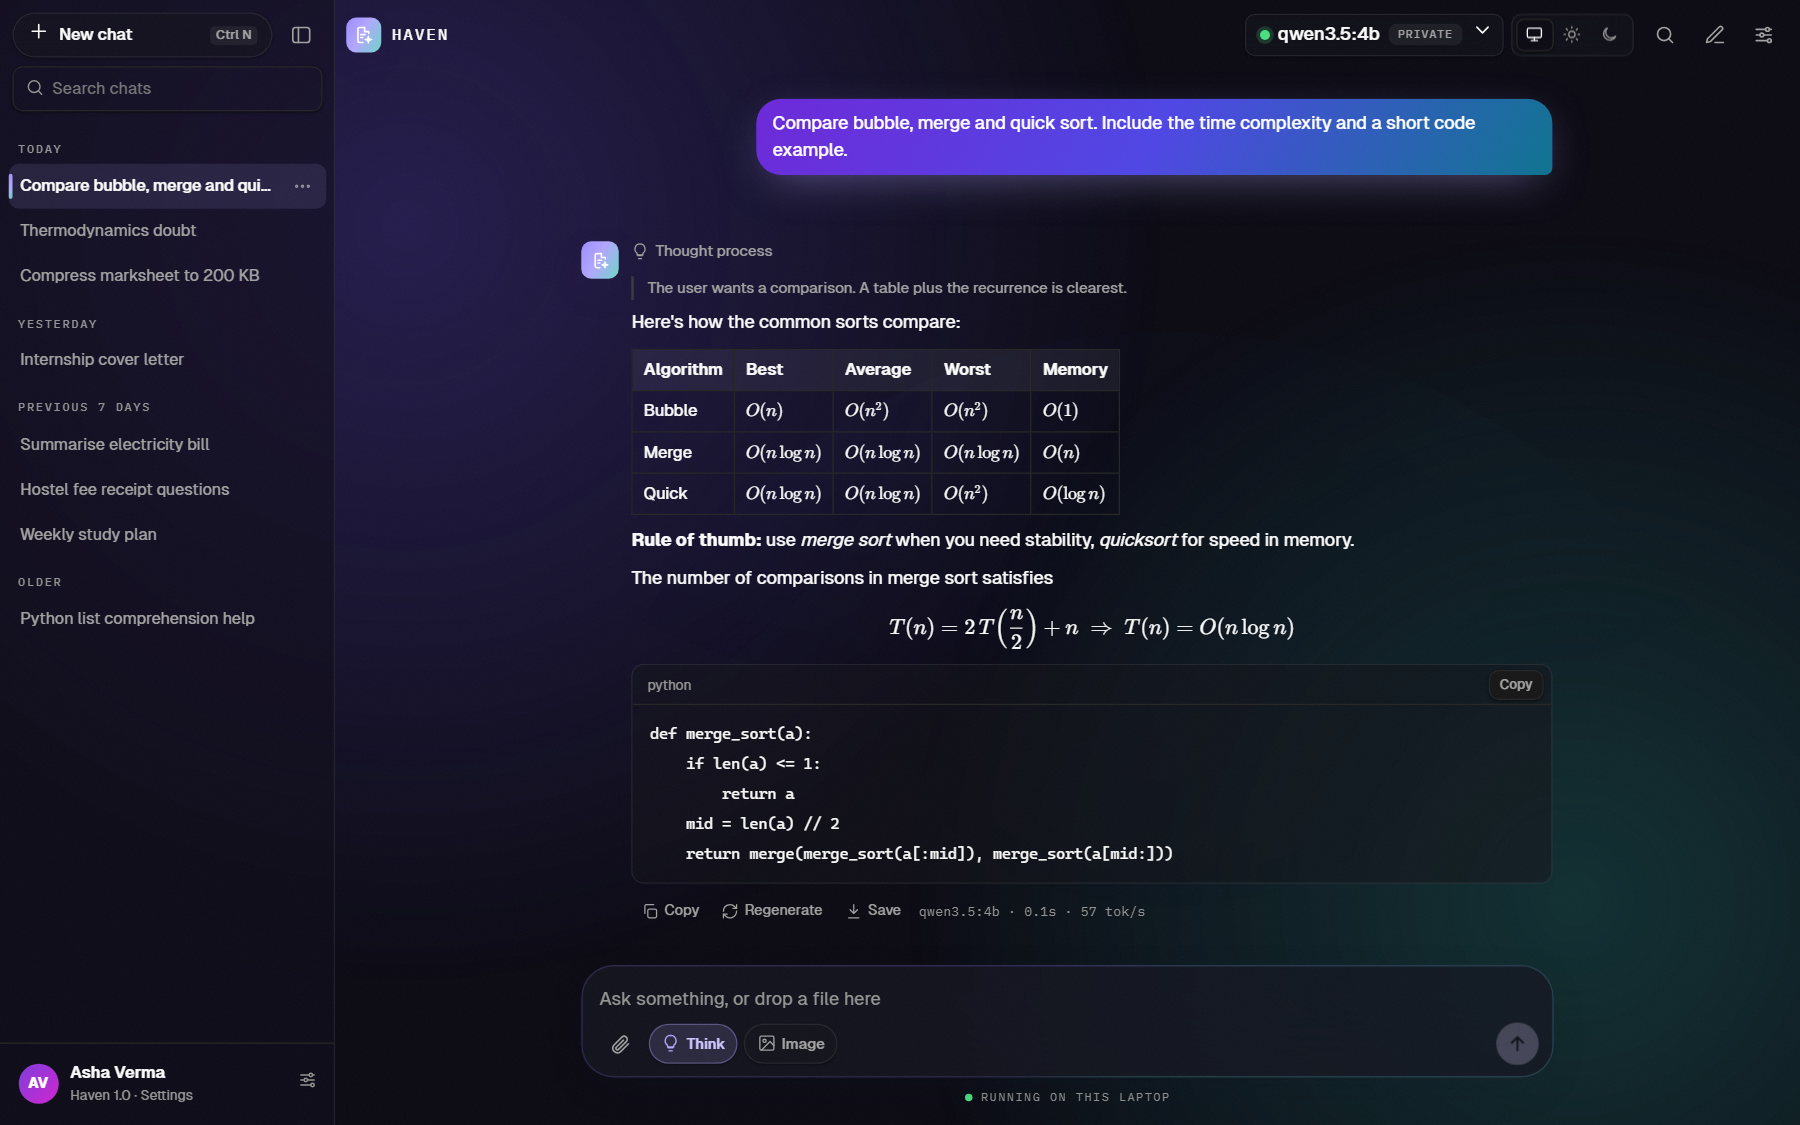 New chat
Ctrl N
Search chats
TODAY
Compare bubble, merge and qui...
Thermodynamics doubt
Compress marksheet to 200 KB
YESTERDAY
Internship cover letter
PREVIOUS 7 DAYS
Summarise electricity bill
Hostel fee receipt questions
Weekly study plan
OLDER
Python list comprehension help
AV
Asha Verma
Haven 1.0 · Settings
HAVEN
qwen3.5:4b PRIVATE
Compare bubble, merge and quick sort. Include the time complexity and a short code
example.
Thought process
The user wants a comparison. A table plus the recurrence is clearest.
Here's how the common sorts compare:
Algorithm Best Average Worst Memory
Bubble O(n) O(n²) O(n²) O(1)
Merge O(n log n) O(n log n) O(n log n) O(n)
Quick O(n log n) O(n log n) O(n²) O(log n)
Rule of thumb: use merge sort when you need stability, quicksort for speed in memory.
The number of comparisons in merge sort satisfies
T(n) = 2T(n/2) + n ⇒ T(n) = O(n log n)
python
Copy
def merge_sort(a):
    if len(a) <= 1:
        return a
    mid = len(a) // 2
    return merge(merge_sort(a[:mid]), merge_sort(a[mid:]))
Copy Regenerate Save qwen3.5:4b · 0.1s · 57 tok/s
Ask something, or drop a file here
Think Image
RUNNING ON THIS LAPTOP